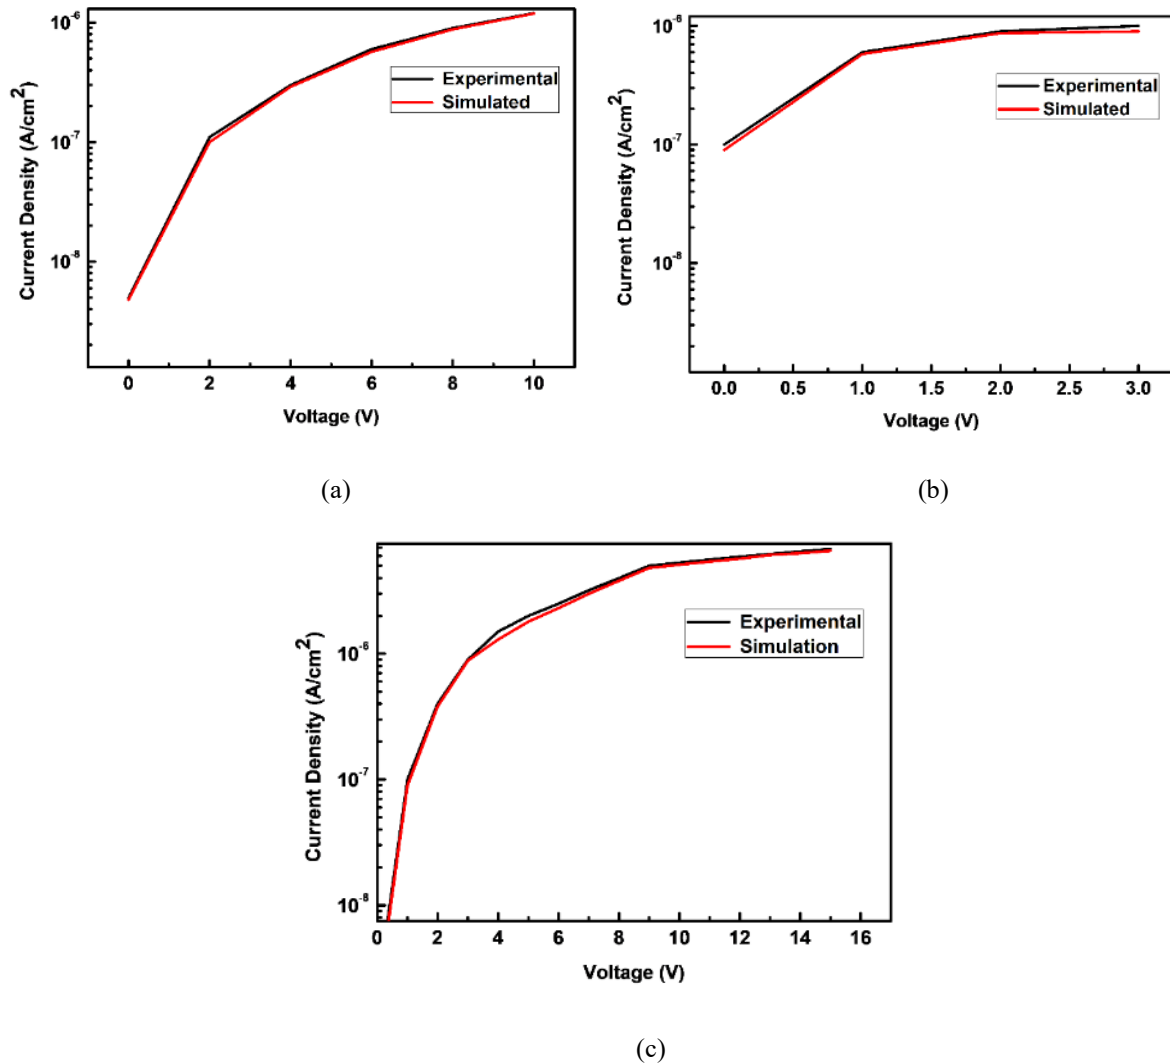 10^-6
10^-7
10^-8
Current Density (A/cm^2)
Experimental
Simulated
0 2 4 6 8 10
Voltage (V)
(a)
10^-6
10^-7
10^-8
Current Density (A/cm^2)
Experimental
Simulated
0.0 0.5 1.0 1.5 2.0 2.5 3.0
Voltage (V)
(b)
10^-6
10^-7
10^-8
Current Density (A/cm^2)
Experimental
Simulation
0 2 4 6 8 10 12 14 16
Voltage (V)
(c)